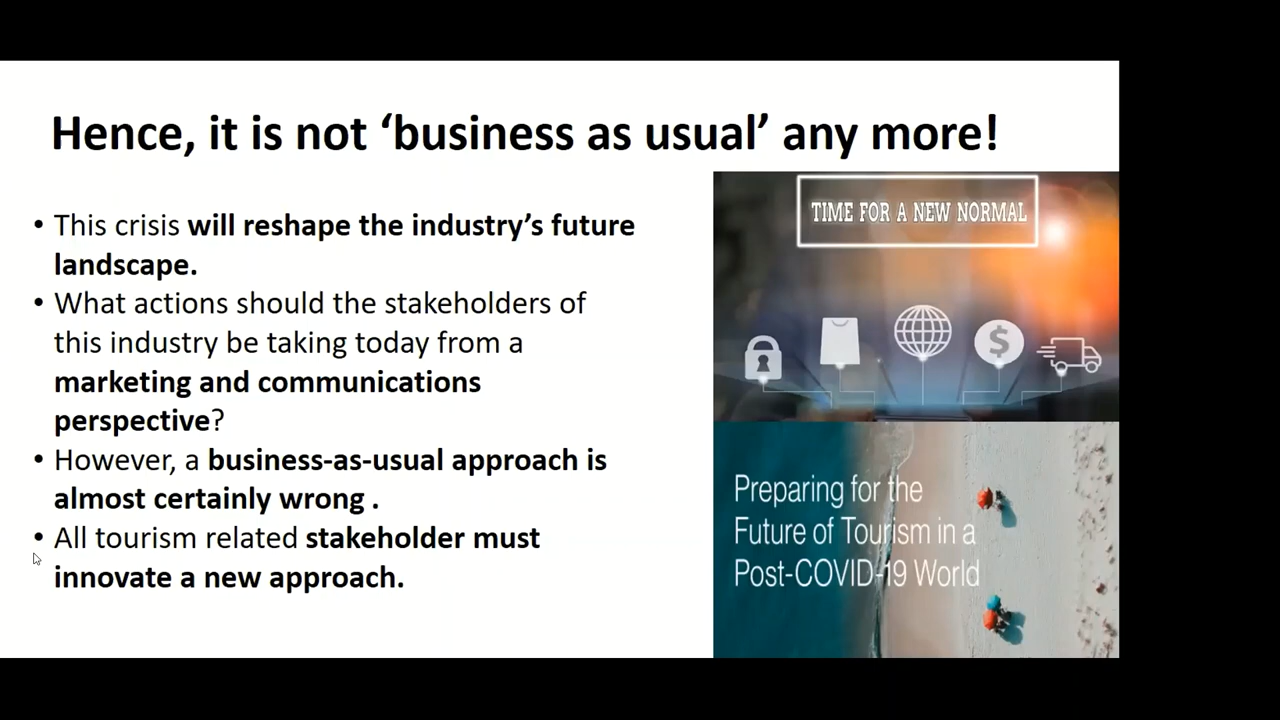 Hence, it is not ‘business as usual’ any more!
• This crisis will reshape the industry’s future
landscape.
• What actions should the stakeholders of
this industry be taking today from a
marketing and communications
perspective?
• However, a business-as-usual approach is
almost certainly wrong .
• All tourism related stakeholder must
innovate a new approach.
TIME FOR A NEW NORMAL
$
Preparing for the
Future of Tourism in a
Post-COVID-19 World